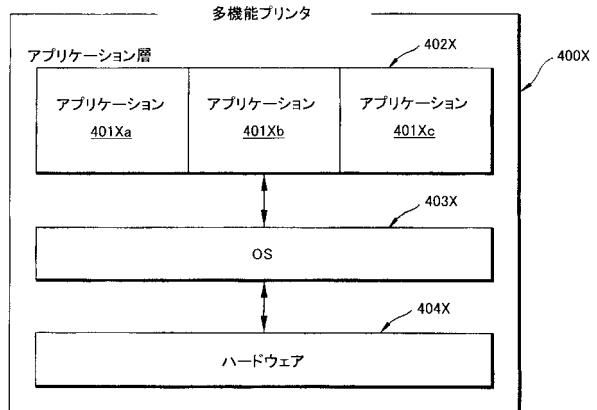 多機能プリンタ
400X
アプリケーション層
402X
アプリケーション
401Xa
アプリケーション
401Xb
アプリケーション
401Xc
403X
OS
404X
ハードウェア